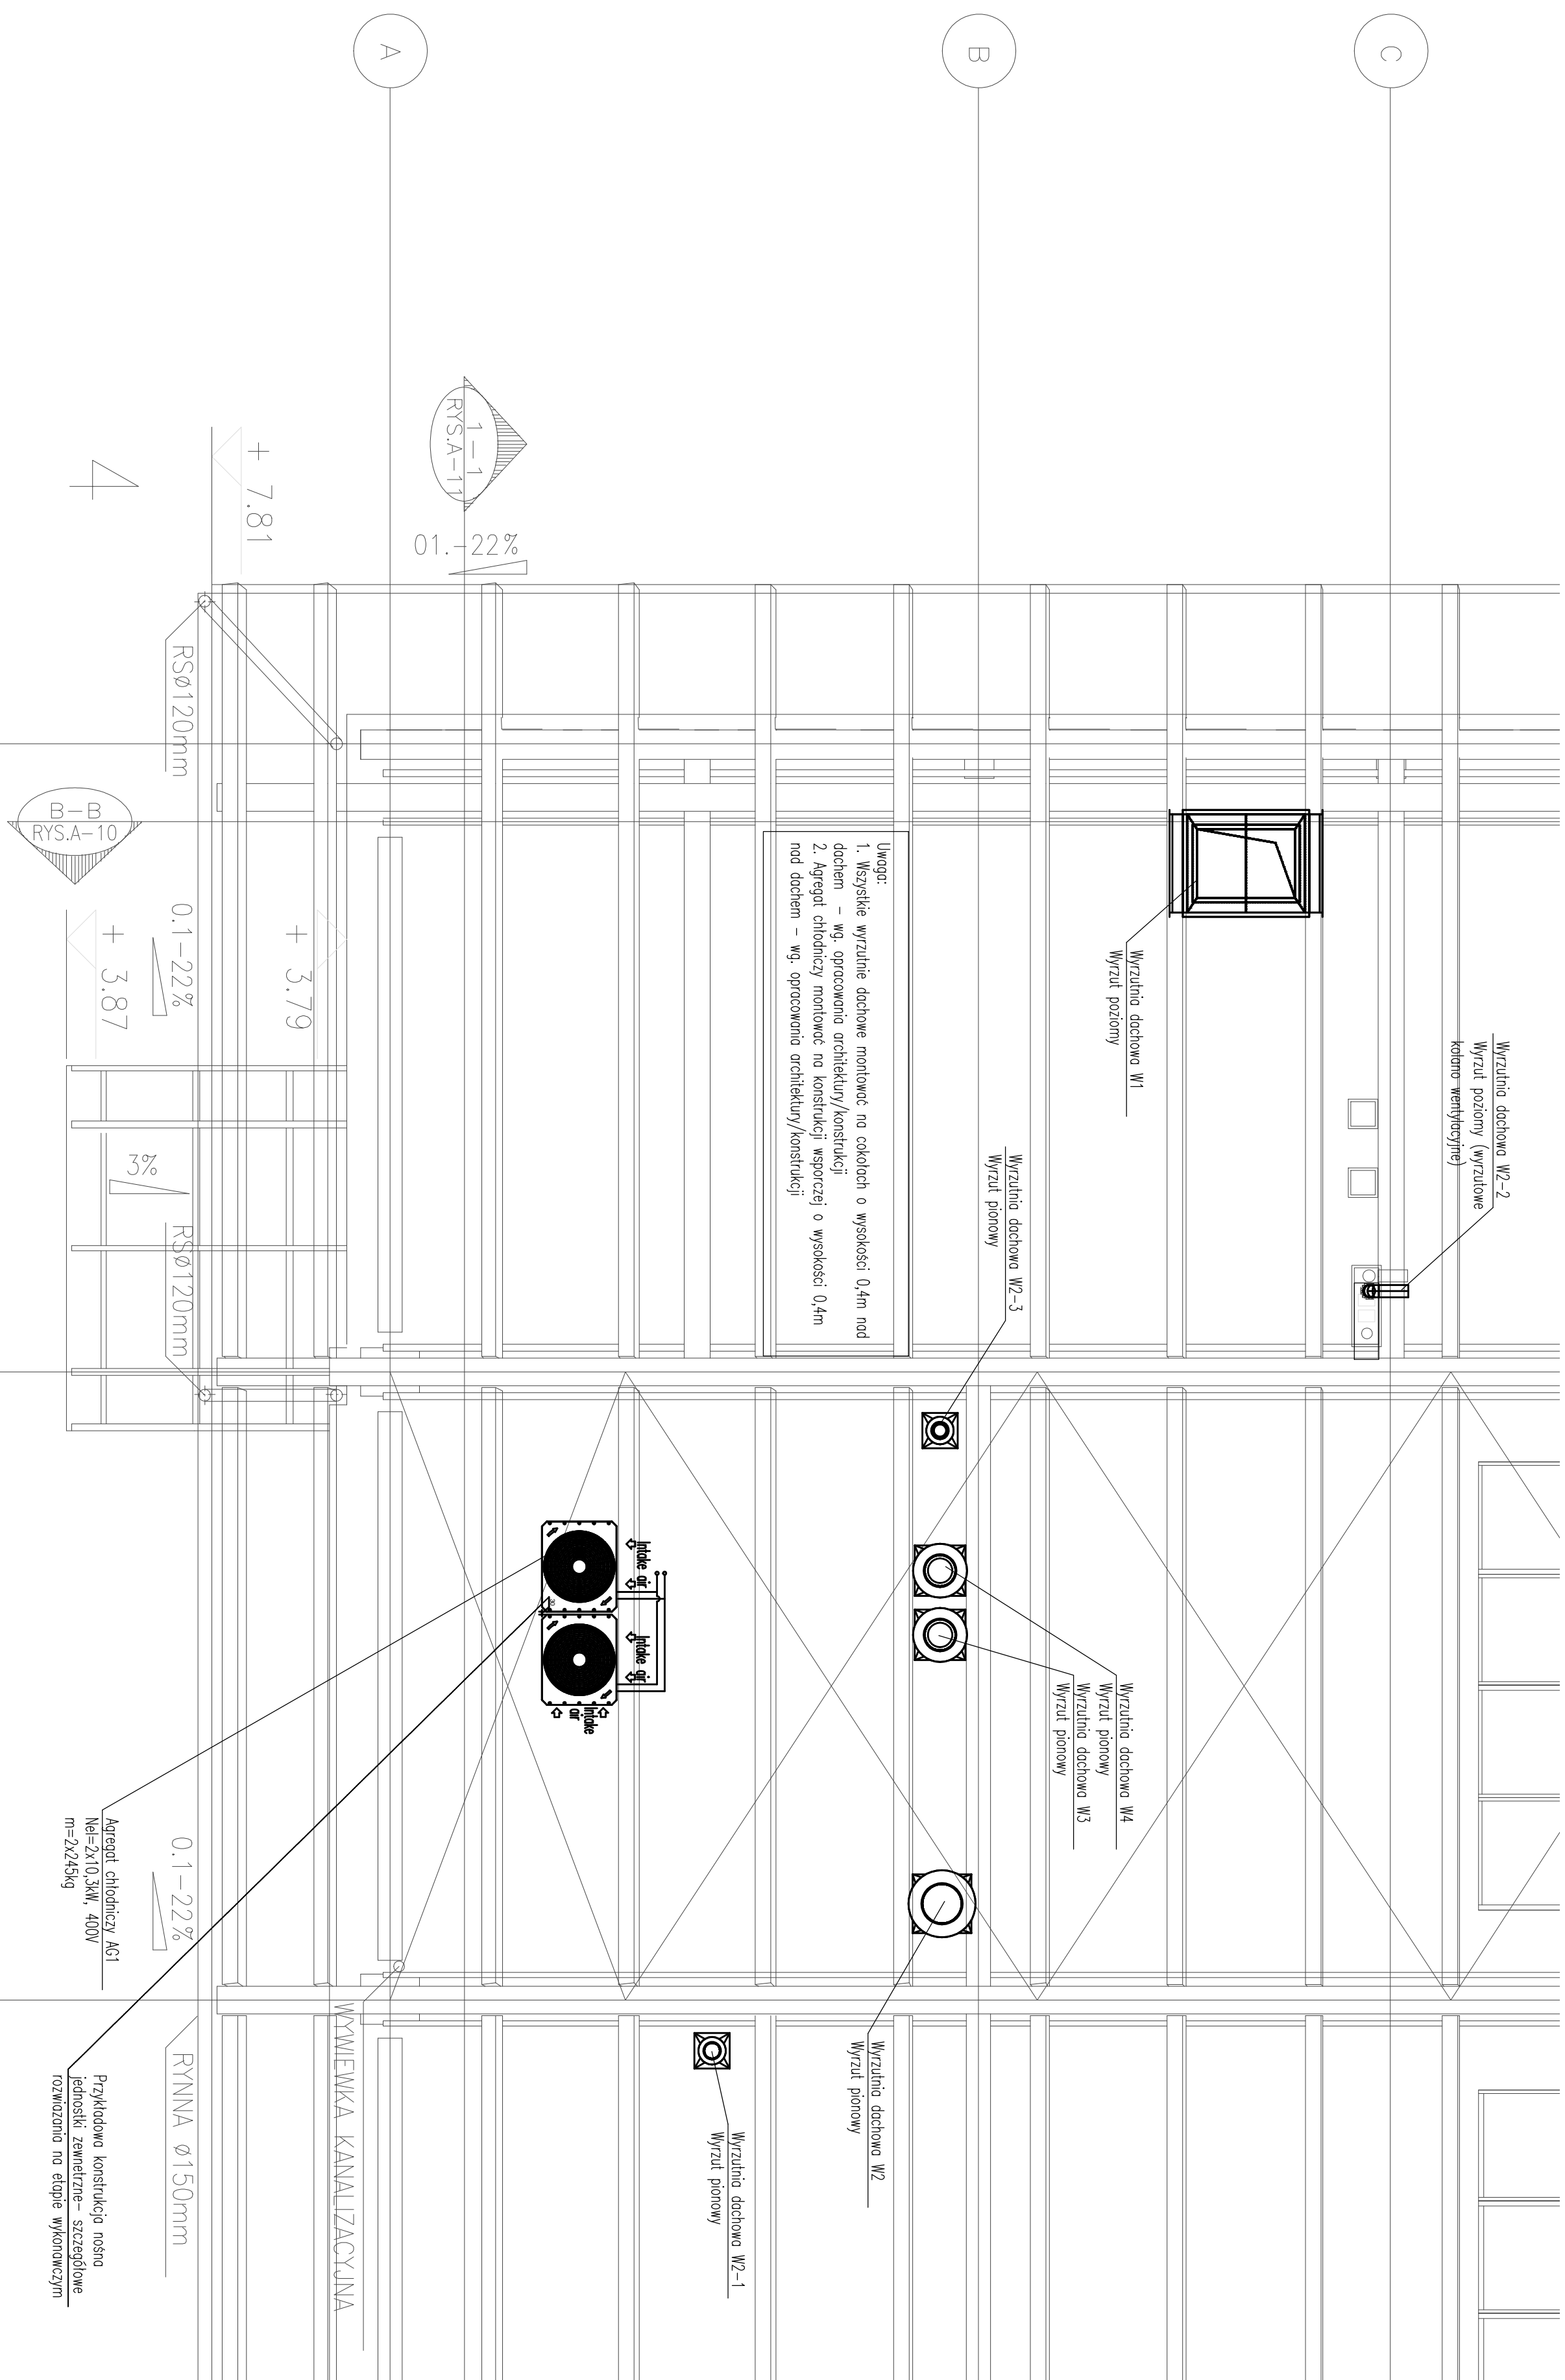 A
B
C
1-1
RYS.A-11
01.-22%
+ 7.81
4
RSØ120mm
B-B
RYS.A-10
0.1-22%
+ 3.87
+ 3.79
3%
RSØ120mm
Uwaga:
1. Wszystkie wyrzutnie dachowe montować na cokołach o wysokości 0,4m nad
dachem - wg. opracowania architektury/konstrukcji
2. Agregat chłodniczy montować na konstrukcji wsporczej o wysokości 0,4m
nad dachem - wg. opracowania architektury/konstrukcji
Wyrzutnia dachowa W1
Wyrzut poziomy
Wyrzutnia dachowa W2-2
Wyrzut poziomy (wyrzutowe
kolano wentylacyjne)
Wyrzutnia dachowa W2-3
Wyrzut pionowy
Wyrzutnia dachowa W4
Wyrzut pionowy
Wyrzutnia dachowa W3
Wyrzut pionowy
Intake air
Intake air
Intake
air
Agregat chłodniczy AG1
Nel=2x10,3kW, 400V
m=2x245kg
0.1-22%
Wyrzutnia dachowa W2
Wyrzut pionowy
Wyrzutnia dachowa W2-1
Wyrzut pionowy
WYWIEWKA KANALIZACYJNA
RYNNA Ø150mm
Przykładowa konstrukcja nośna
jednostki zewnetrzne- szczegółowe
rozwiazania na etapie wykonawczym